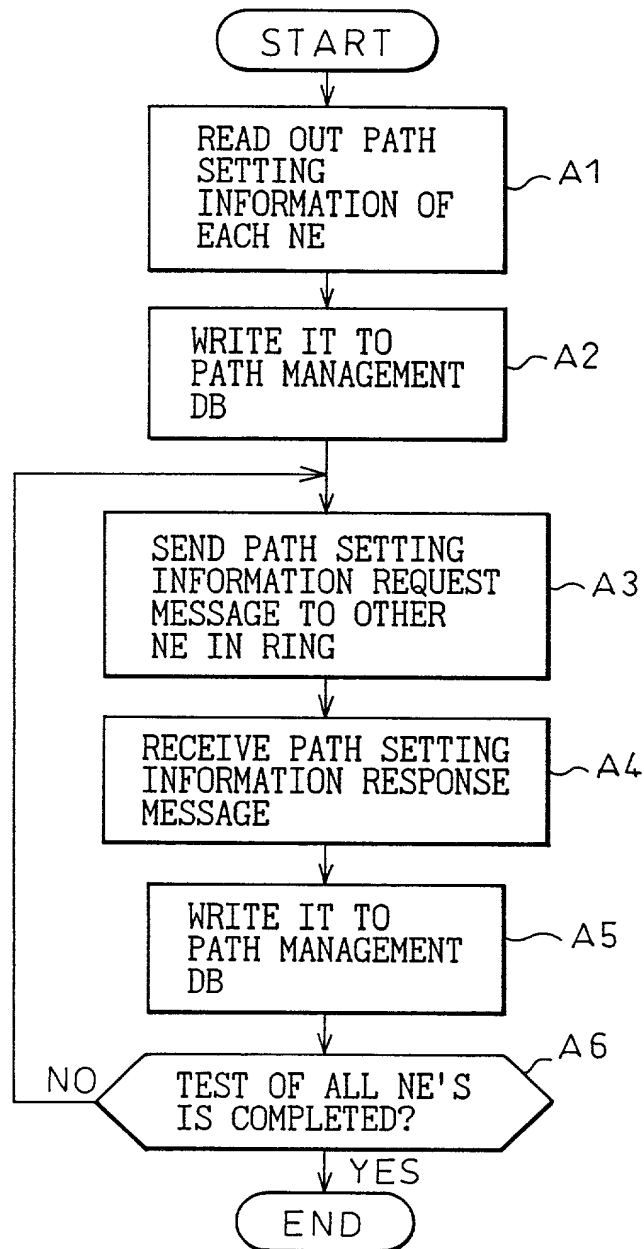 START
READ OUT PATH
SETTING
INFORMATION OF
EACH NE
A1
WRITE IT TO
PATH MANAGEMENT
DB
A2
SEND PATH SETTING
INFORMATION REQUEST
MESSAGE TO OTHER
NE IN RING
A3
RECEIVE PATH SETTING
INFORMATION RESPONSE
MESSAGE
A4
WRITE IT TO
PATH MANAGEMENT
DB
A5
A6
NO
TEST OF ALL NE'S
IS COMPLETED?
YES
END